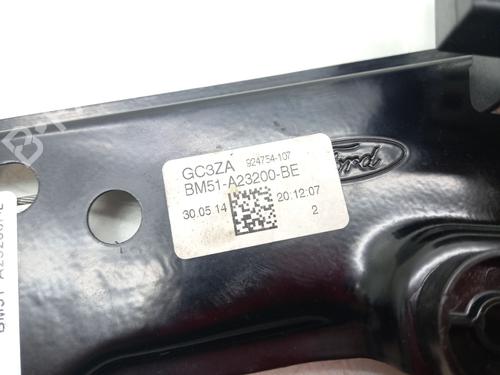 GC3ZA 924754-107
BM51-A23200-BE
30.05.14 20:12:07
2
Ford